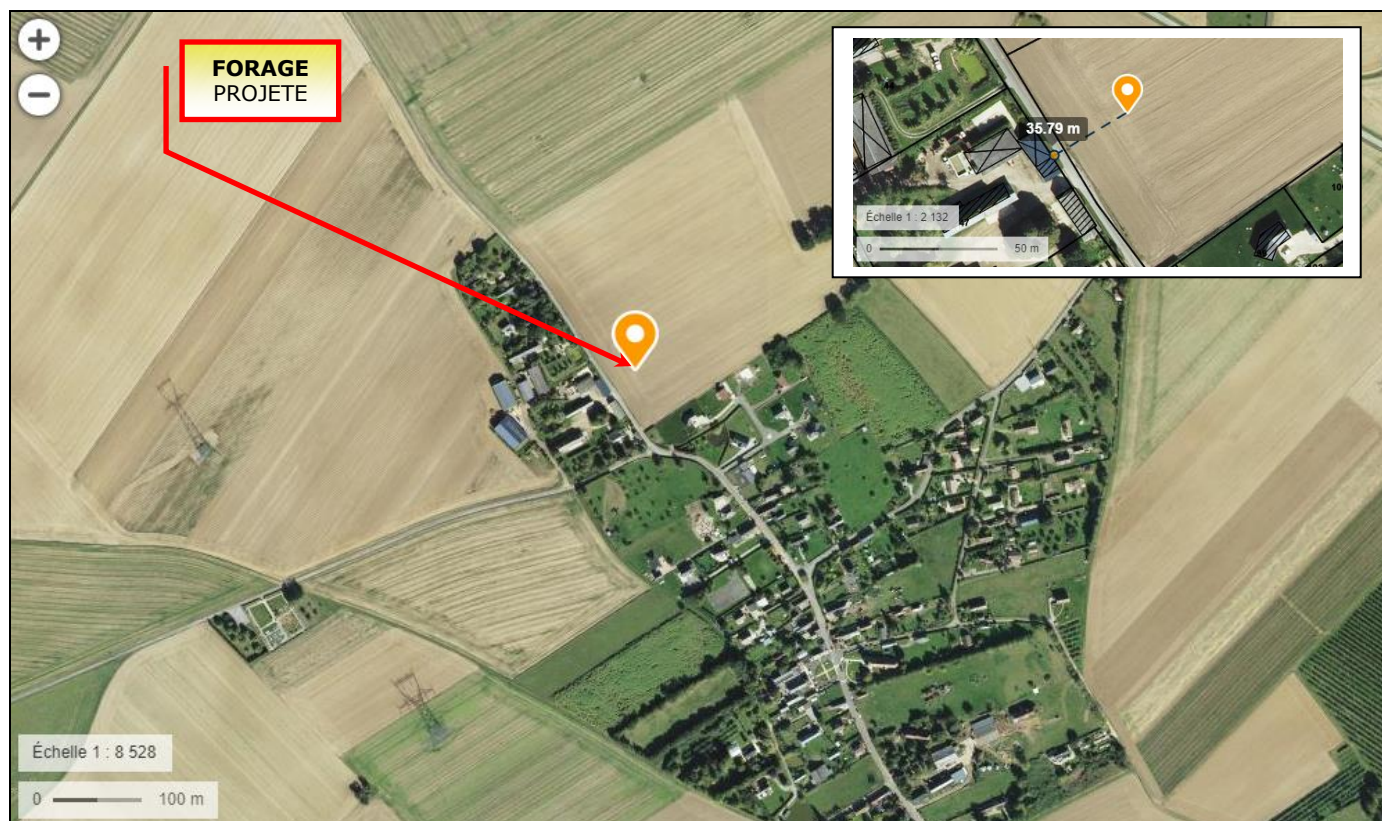 FORAGE
PROJETE
35.79 m
Échelle 1 : 2 132
0 50 m
Échelle 1 : 8 528
0 100 m